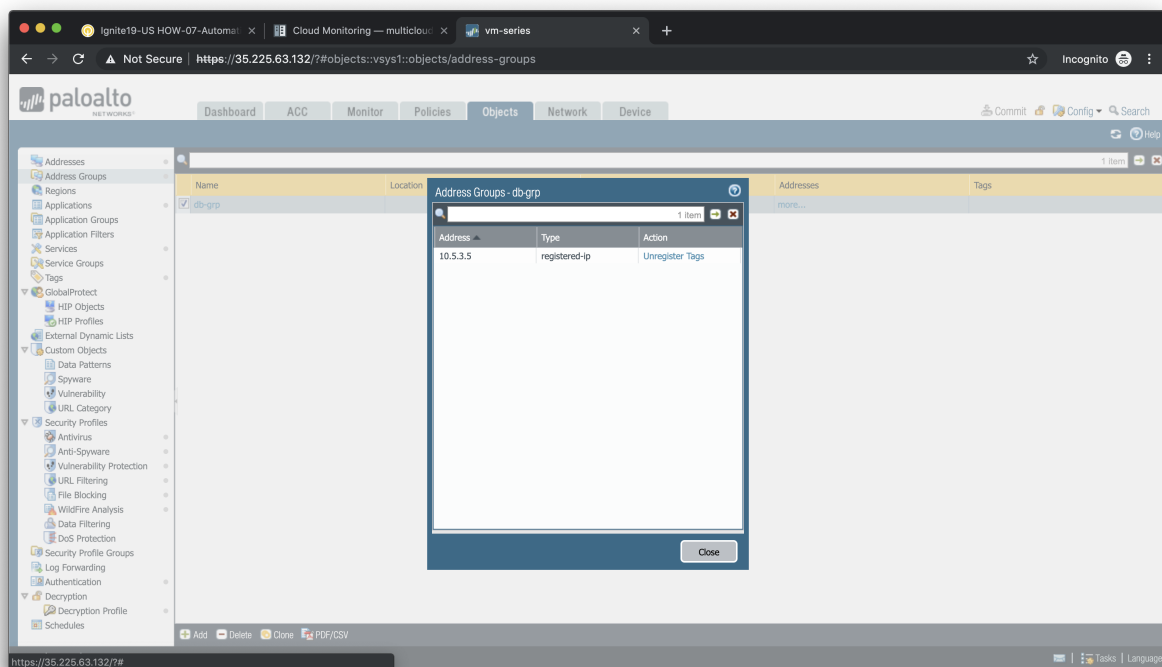 Ignite19-US HOW-07-Automati
Cloud Monitoring — multicloud
vm-series
Not Secure | https://35.225.63.132/?#objects::vsys1::objects/address-groups
Incognito
paloalto
NETWORKS®
Dashboard
ACC
Monitor
Policies
Objects
Network
Device
Commit
Config
Search
Help
Addresses
Address Groups
Regions
Applications
Application Groups
Application Filters
Services
Service Groups
Tags
GlobalProtect
HIP Objects
HIP Profiles
External Dynamic Lists
Custom Objects
Data Patterns
Spyware
Vulnerability
URL Category
Security Profiles
Antivirus
Anti-Spyware
Vulnerability Protection
URL Filtering
File Blocking
WildFire Analysis
Data Filtering
DoS Protection
Security Profile Groups
Log Forwarding
Authentication
Decryption
Decryption Profile
Schedules
1 item
Name
Location
Addresses
Tags
db-grp
more...
Address Groups - db-grp
1 item
Address
Type
Action
10.5.3.5
registered-ip
Unregister Tags
Close
Add
Delete
Clone
PDF/CSV
https://35.225.63.132/?#
Tasks | Language